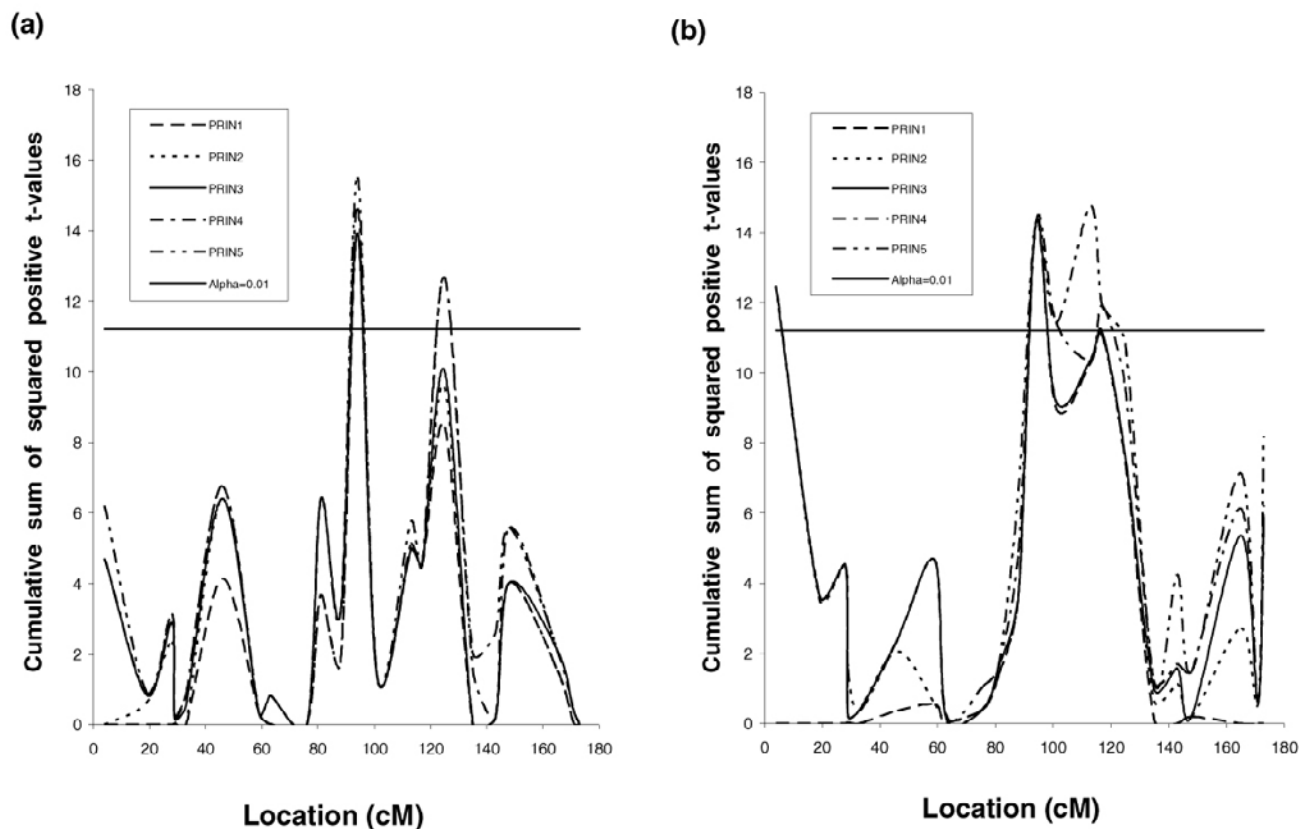 (a)
(b)
Cumulative sum of squared positive t-values
18
16
14
12
10
8
6
4
2
0
PRIN1
PRIN2
PRIN3
PRIN4
PRIN5
Alpha=0.01
0 20 40 60 80 100 120 140 160 180
Location (cM)
Cumulative sum of squared positive t-values
18
16
14
12
10
8
6
4
2
0
PRIN1
PRIN2
PRIN3
PRIN4
PRIN5
Alpha=0.01
0 20 40 60 80 100 120 140 160 180
Location (cM)